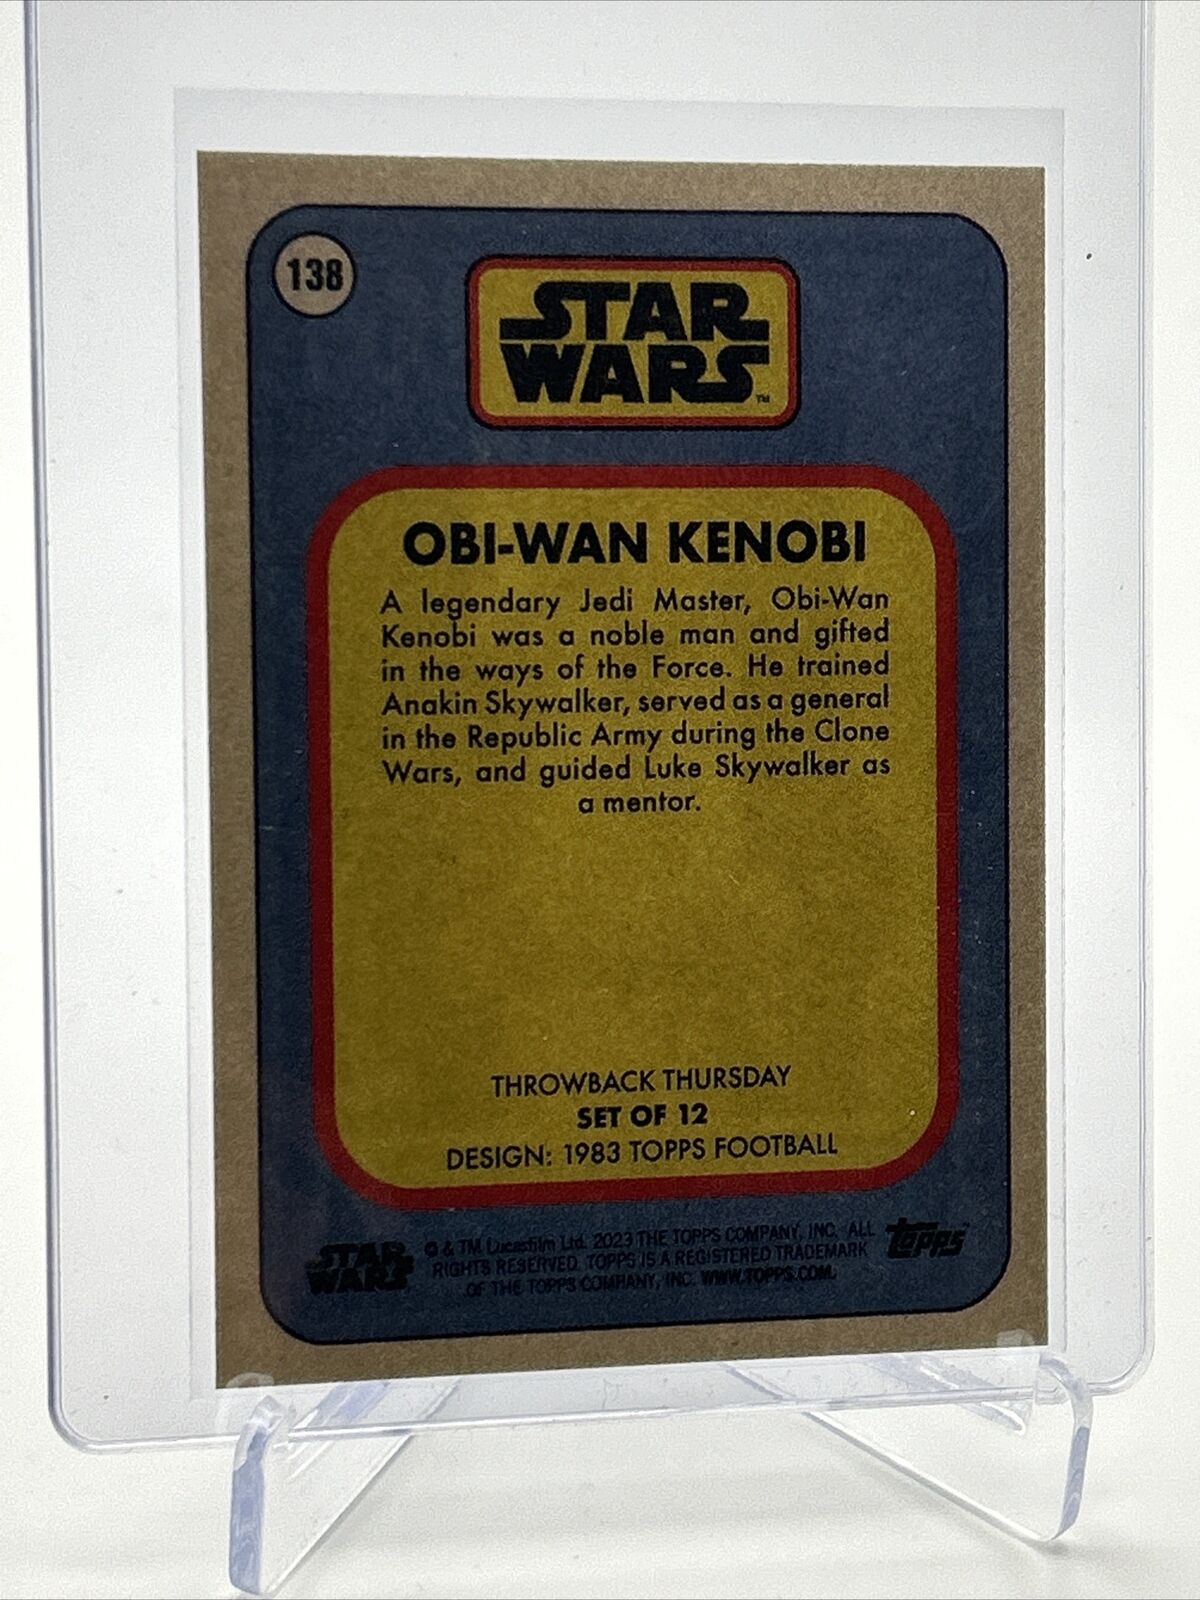 138
STAR
WARS™
OBI-WAN KENOBI
A legendary Jedi Master, Obi-Wan
Kenobi was a noble man and gifted
in the ways of the Force. He trained
Anakin Skywalker, served as a general
in the Republic Army during the Clone
Wars, and guided Luke Skywalker as
a mentor.
THROWBACK THURSDAY
SET OF 12
DESIGN: 1983 TOPPS FOOTBALL
STAR
WARS
© & TM Lucasfilm Ltd. 2023 THE TOPPS COMPANY, INC. ALL
RIGHTS RESERVED. TOPPS IS A REGISTERED TRADEMARK
OF THE TOPPS COMPANY, INC. WWW.TOPPS.COM.
topps™